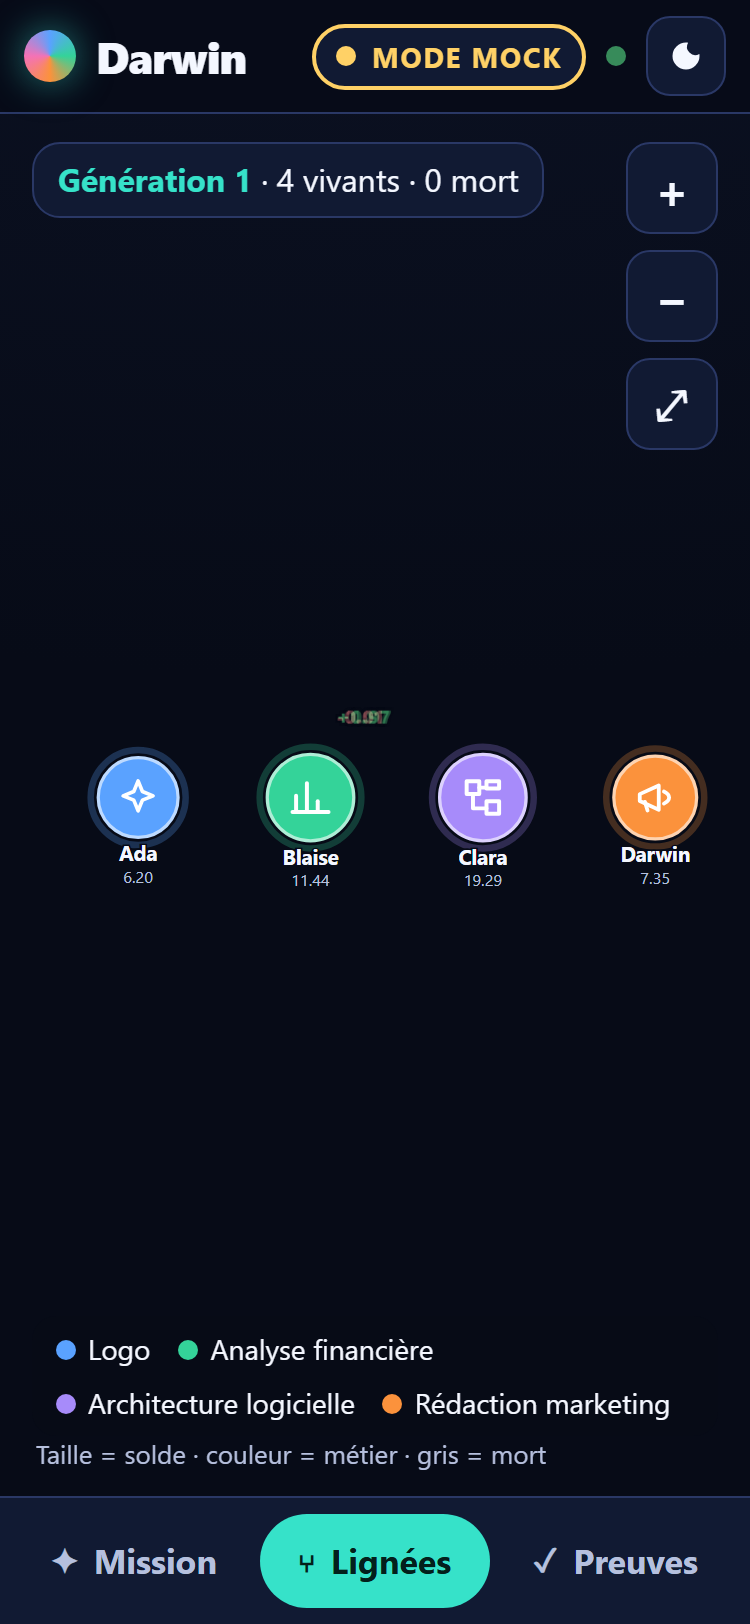 Darwin
MODE MOCK
Génération 1 · 4 vivants · 0 mort
+
−
Ada
6.20
Blaise
11.44
Clara
19.29
Darwin
7.35
Logo
Analyse financière
Architecture logicielle
Rédaction marketing
Taille = solde · couleur = métier · gris = mort
Mission
Lignées
Preuves